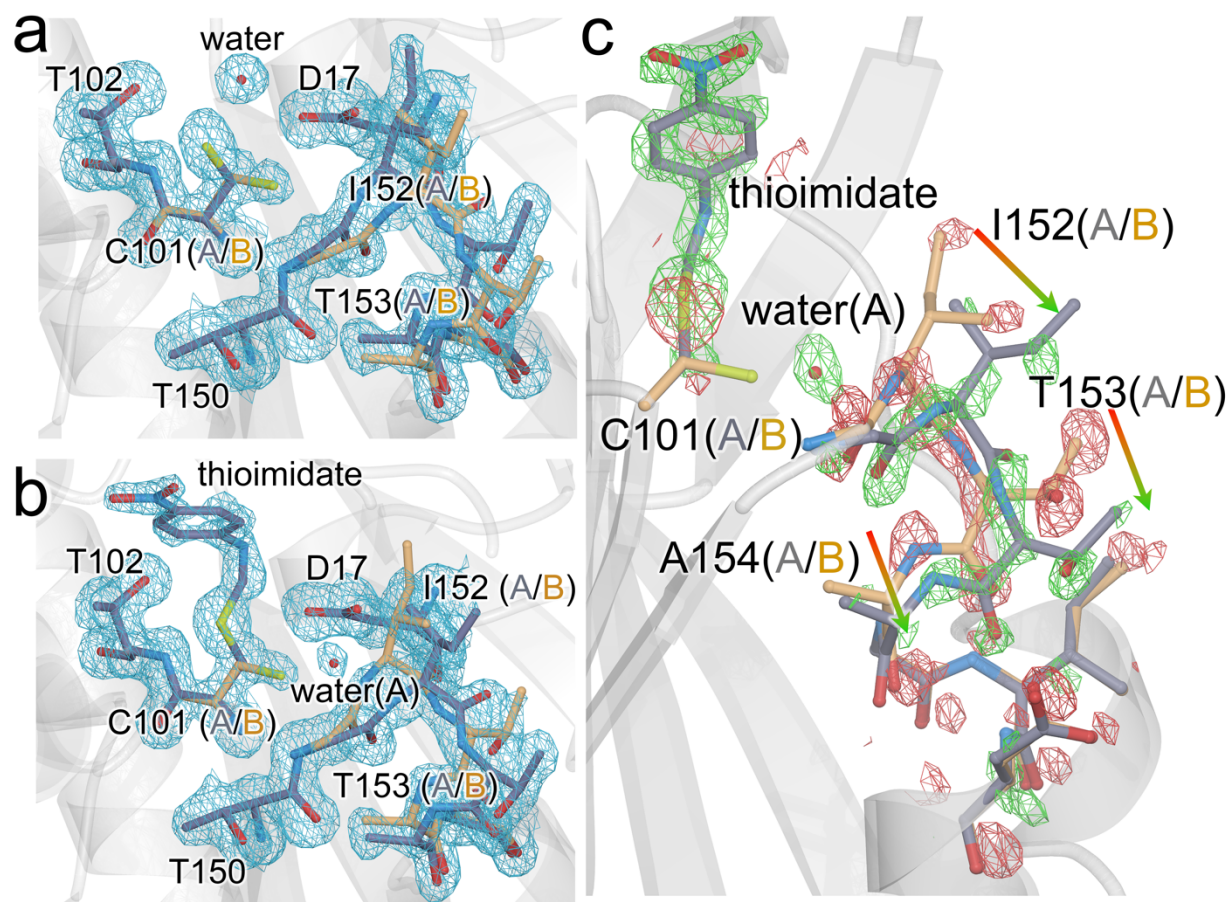 a
water
T102
D17
I152(A/B)
C101(A/B)
T153(A/B)
T150
b
thioimidate
T102
D17
I152 (A/B)
water(A)
C101 (A/B)
T153 (A/B)
T150
c
thioimidate
I152(A/B)
water(A)
T153(A/B)
C101(A/B)
A154(A/B)